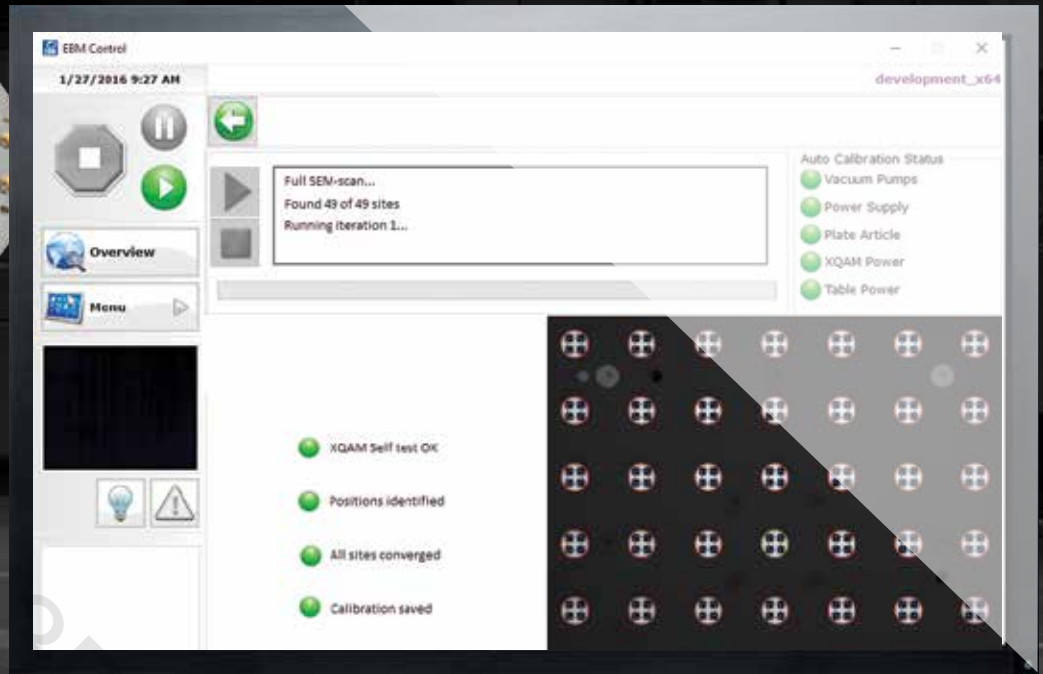 EBM Control
1/27/2016 9:27 AM
development_x64
Full SEM-scan...
Found 49 of 49 sites
Running iteration 1...
Auto Calibration Status
Vacuum Pumps
Power Supply
Plate Article
XQAM Power
Table Power
Overview
Menu
XQAM Self test OK
Positions identified
All sites converged
Calibration saved